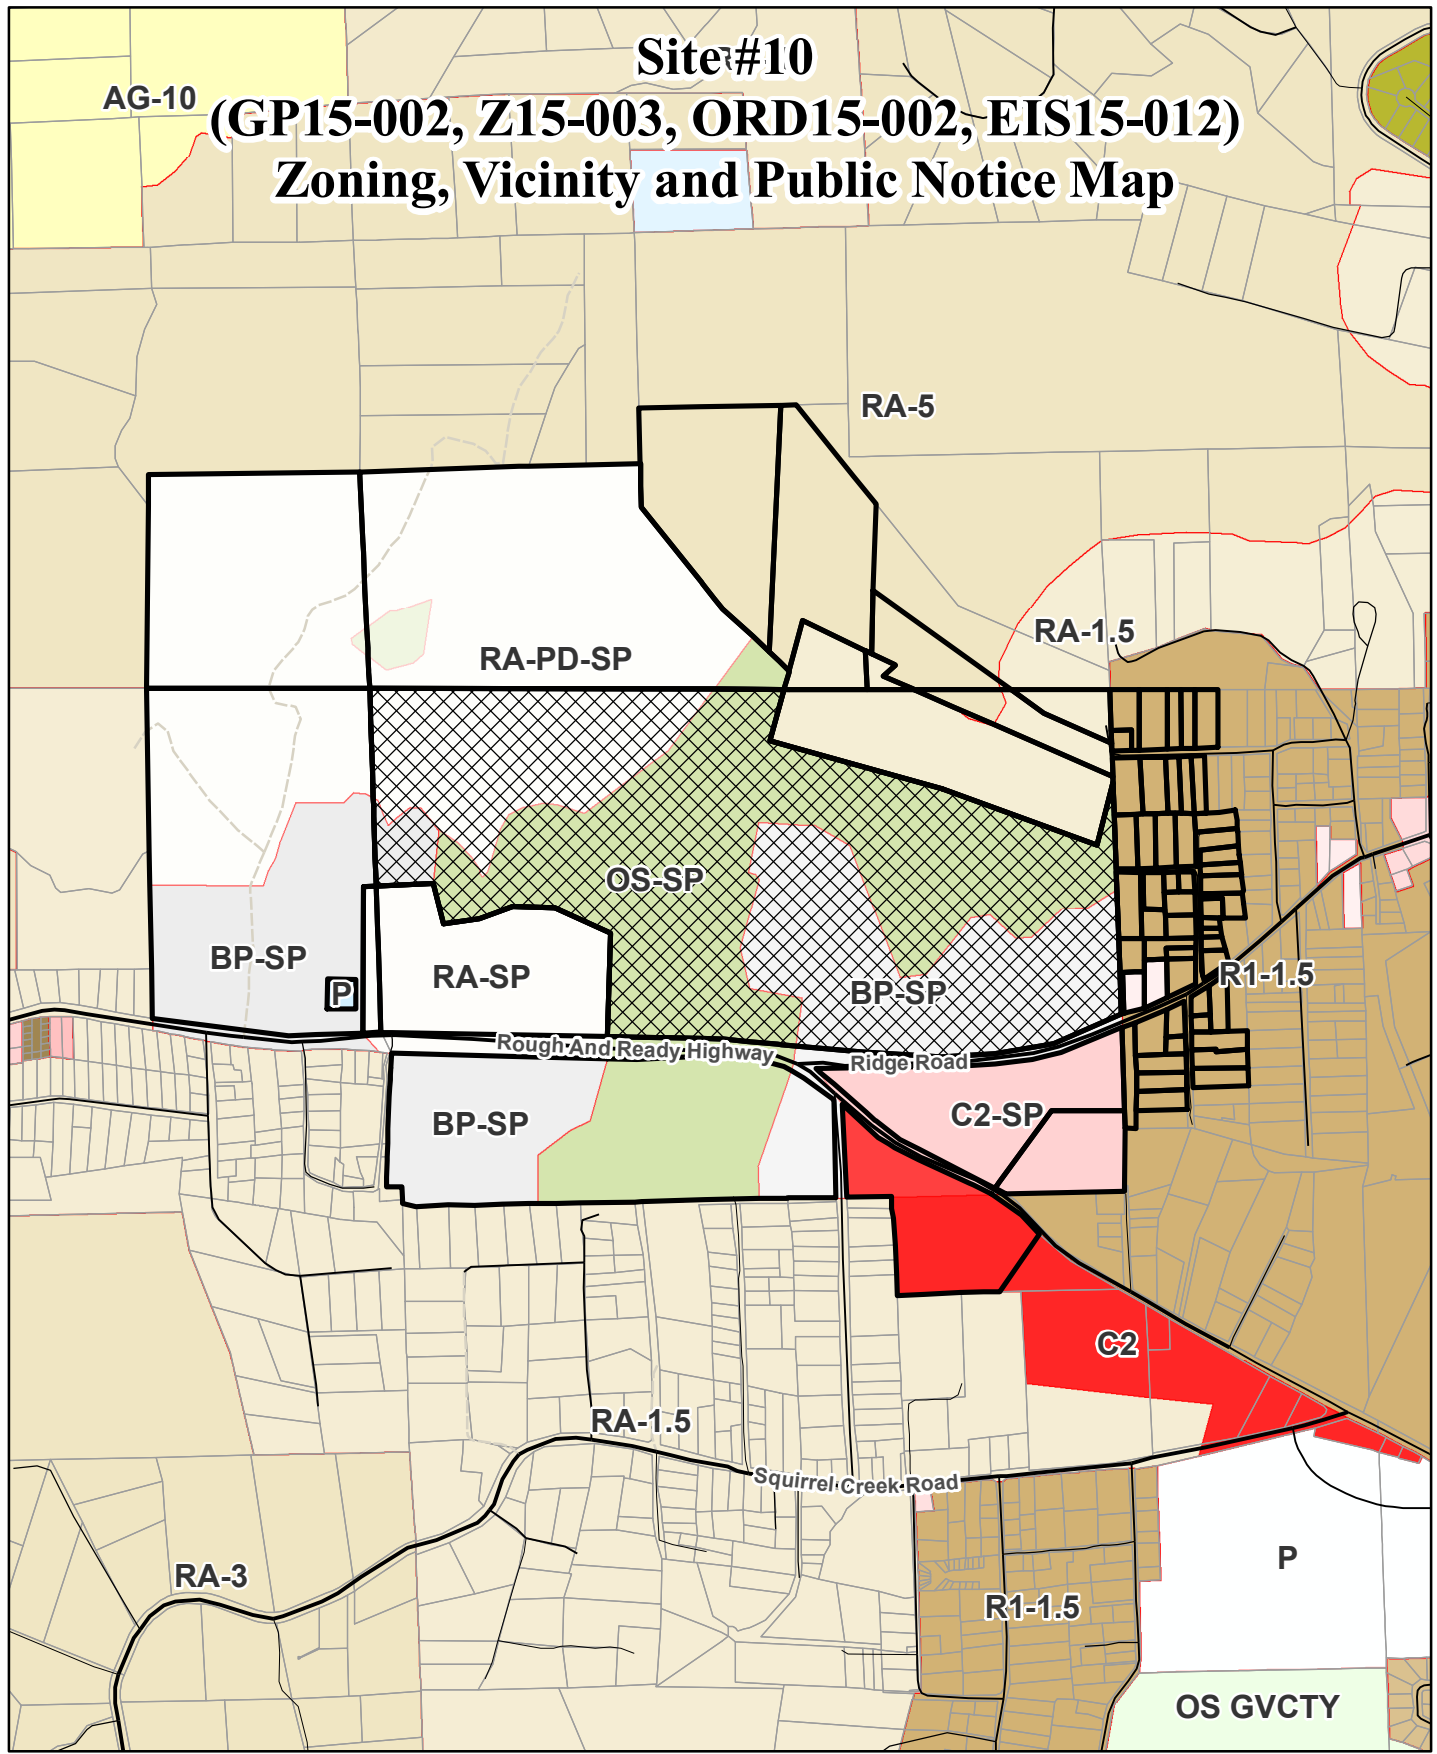 Site #10
AG-10
(GP15-002, Z15-003, ORD15-002, EIS15-012)
Zoning, Vicinity and Public Notice Map
RA-5
RA-1.5
RA-PD-SP
OS-SP
BP-SP
RA-SP
P
BP-SP
R1-1.5
Rough And Ready Highway
Ridge Road
BP-SP
C2-SP
C2
RA-1.5
Squirrel Creek Road
RA-3
P
R1-1.5
OS GVCTY